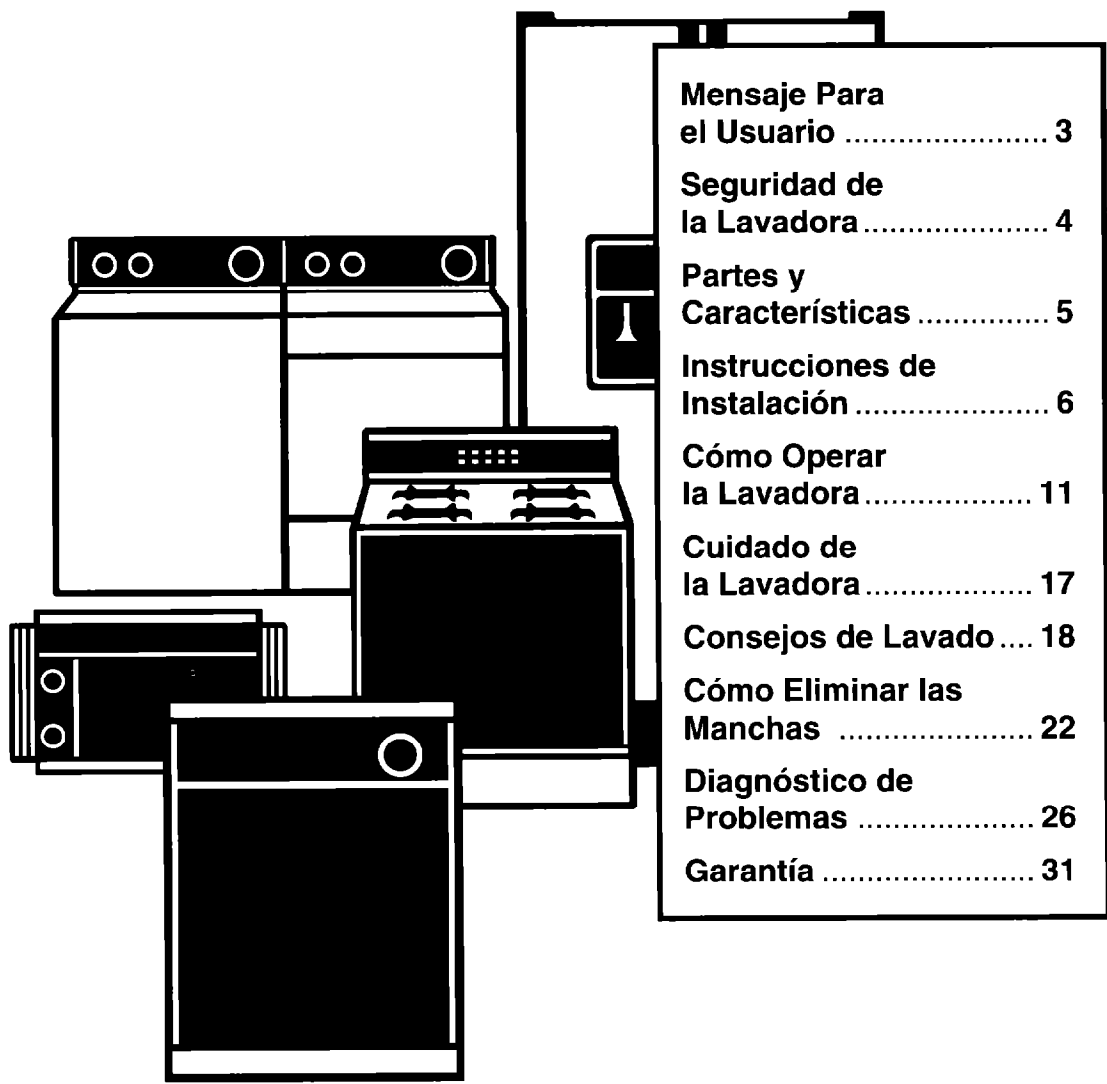 Mensaje Para
el Usuario ....................... 3
Seguridad de
la Lavadora ..................... 4
Partes y
Características ............... 5
Instrucciones de
Instalación ...................... 6
Cómo Operar
la Lavadora ................... 11
Cuidado de
la Lavadora ................... 17
Consejos de Lavado .... 18
Cómo Eliminar las
Manchas ...................... 22
Diagnóstico de
Problemas .................... 26
Garantía ........................ 31